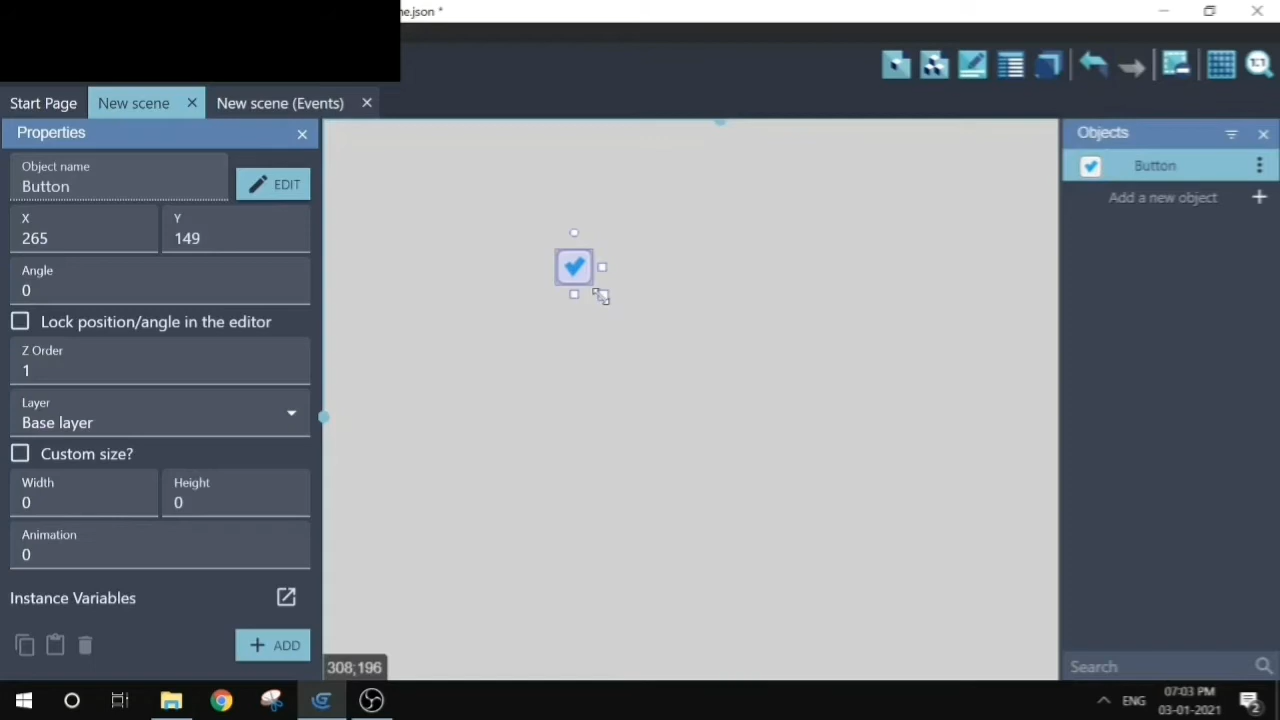 ne.json *
1:1
Start Page
New scene
New scene (Events)
Properties
Objects
Object name
Button
EDIT
Button
Add a new object
X
265
Y
149
Angle
0
Lock position/angle in the editor
Z Order
1
Layer
Base layer
Custom size?
Width
0
Height
0
Animation
0
Instance Variables
ADD
308;196
Search
ENG
07:03 PM
03-01-2021
2